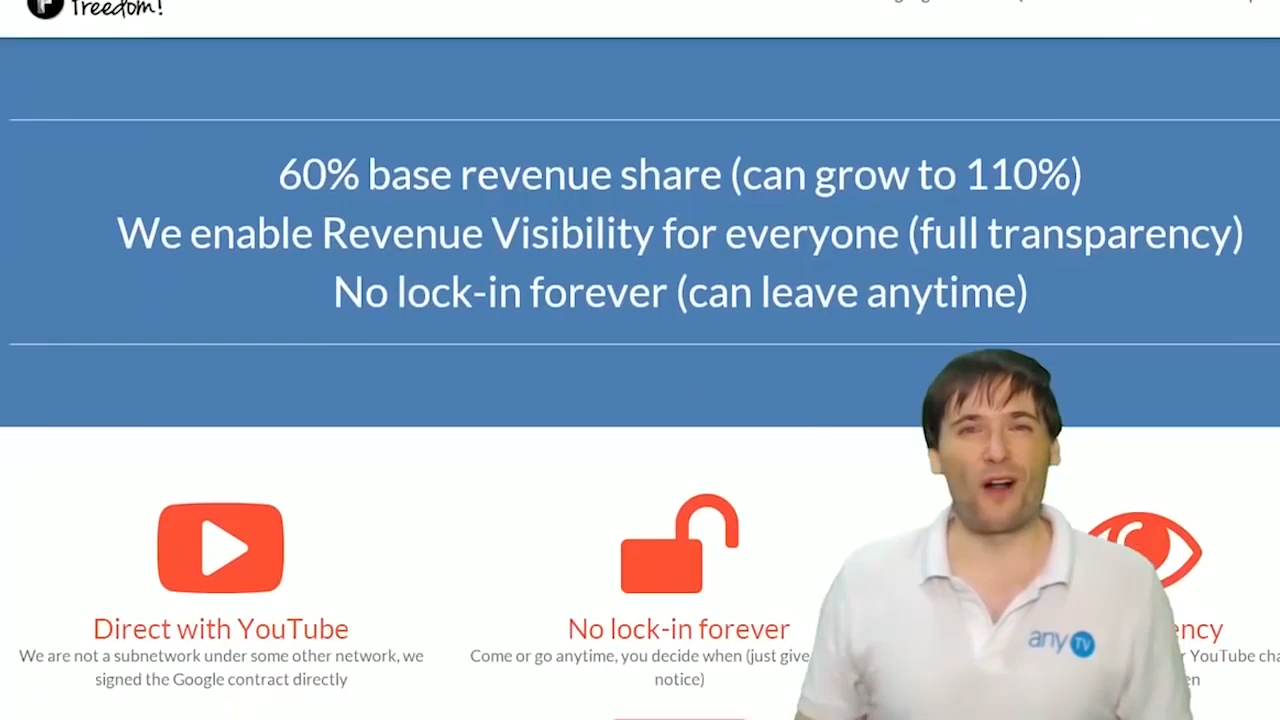 freedom!
60% base revenue share (can grow to 110%)
We enable Revenue Visibility for everyone (full transparency)
No lock-in forever (can leave anytime)
Direct with YouTube
We are not a subnetwork under some other network, we
signed the Google contract directly
No lock-in forever
Come or go anytime, you decide when (just give
notice)
ency
YouTube cha
en
any TV